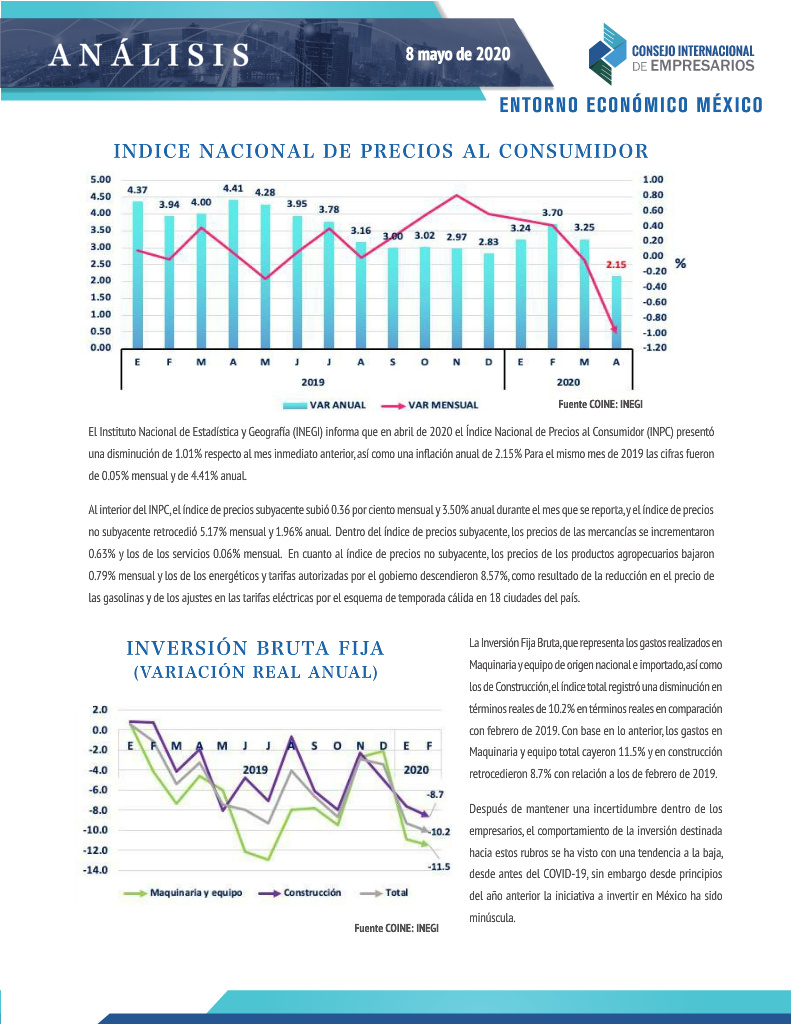 ANÁLISIS
8 mayo de 2020
CONSEJO INTERNACIONAL
DE EMPRESARIOS
ENTORNO ECONÓMICO MÉXICO
INDICE NACIONAL DE PRECIOS AL CONSUMIDOR
5.00
4.50
4.00
3.50
3.00
2.50
2.00
1.50
1.00
0.50
0.00
4.37
3.94
4.00
4.41
4.28
3.95
3.78
3.16
3.00
3.02
2.97
2.83
3.24
3.70
3.25
2.15
1.00
0.80
0.60
0.40
0.20
0.00
-0.20
-0.40
-0.60
-0.80
-1.00
-1.20
%
E F M A M J J A S O N D E F M A
2019 2020
VAR ANUAL VAR MENSUAL
Fuente COINE: INEGI
El Instituto Nacional de Estadística y Geografía (INEGI) informa que en abril de 2020 el Índice Nacional de Precios al Consumidor (INPC) presentó
una disminución de 1.01% respecto al mes inmediato anterior, así como una inflación anual de 2.15% Para el mismo mes de 2019 las cifras fueron
de 0.05% mensual y de 4.41% anual.
Al interior del INPC, el índice de precios subyacente subió 0.36 por ciento mensual y 3.50% anual durante el mes que se reporta, y el índice de precios
no subyacente retrocedió 5.17% mensual y 1.96% anual. Dentro del índice de precios subyacente, los precios de las mercancías se incrementaron
0.63% y los de los servicios 0.06% mensual. En cuanto al índice de precios no subyacente, los precios de los productos agropecuarios bajaron
0.79% mensual y los de los energéticos y tarifas autorizadas por el gobierno descendieron 8.57%, como resultado de la reducción en el precio de
las gasolinas y de los ajustes en las tarifas eléctricas por el esquema de temporada cálida en 18 ciudades del país.
INVERSIÓN BRUTA FIJA
(VARIACIÓN REAL ANUAL)
2.0
0.0
-2.0
-4.0
-6.0
-8.0
-10.0
-12.0
-14.0
E F M A M J J A S O N D E F
2019 2020
-8.7
-10.2
-11.5
Maquinaria y equipo Construcción Total
Fuente COINE: INEGI
La Inversión Fija Bruta, que representa los gastos realizados en
Maquinaria y equipo de origen nacional e importado, así como
los de Construcción, el índice total registró una disminución en
términos reales de 10.2% en términos reales en comparación
con febrero de 2019. Con base en lo anterior, los gastos en
Maquinaria y equipo total cayeron 11.5% y en construcción
retrocedieron 8.7% con relación a los de febrero de 2019.
Después de mantener una incertidumbre dentro de los
empresarios, el comportamiento de la inversión destinada
hacia estos rubros se ha visto con una tendencia a la baja,
desde antes del COVID-19, sin embargo desde principios
del año anterior la iniciativa a invertir en México ha sido
minúscula.